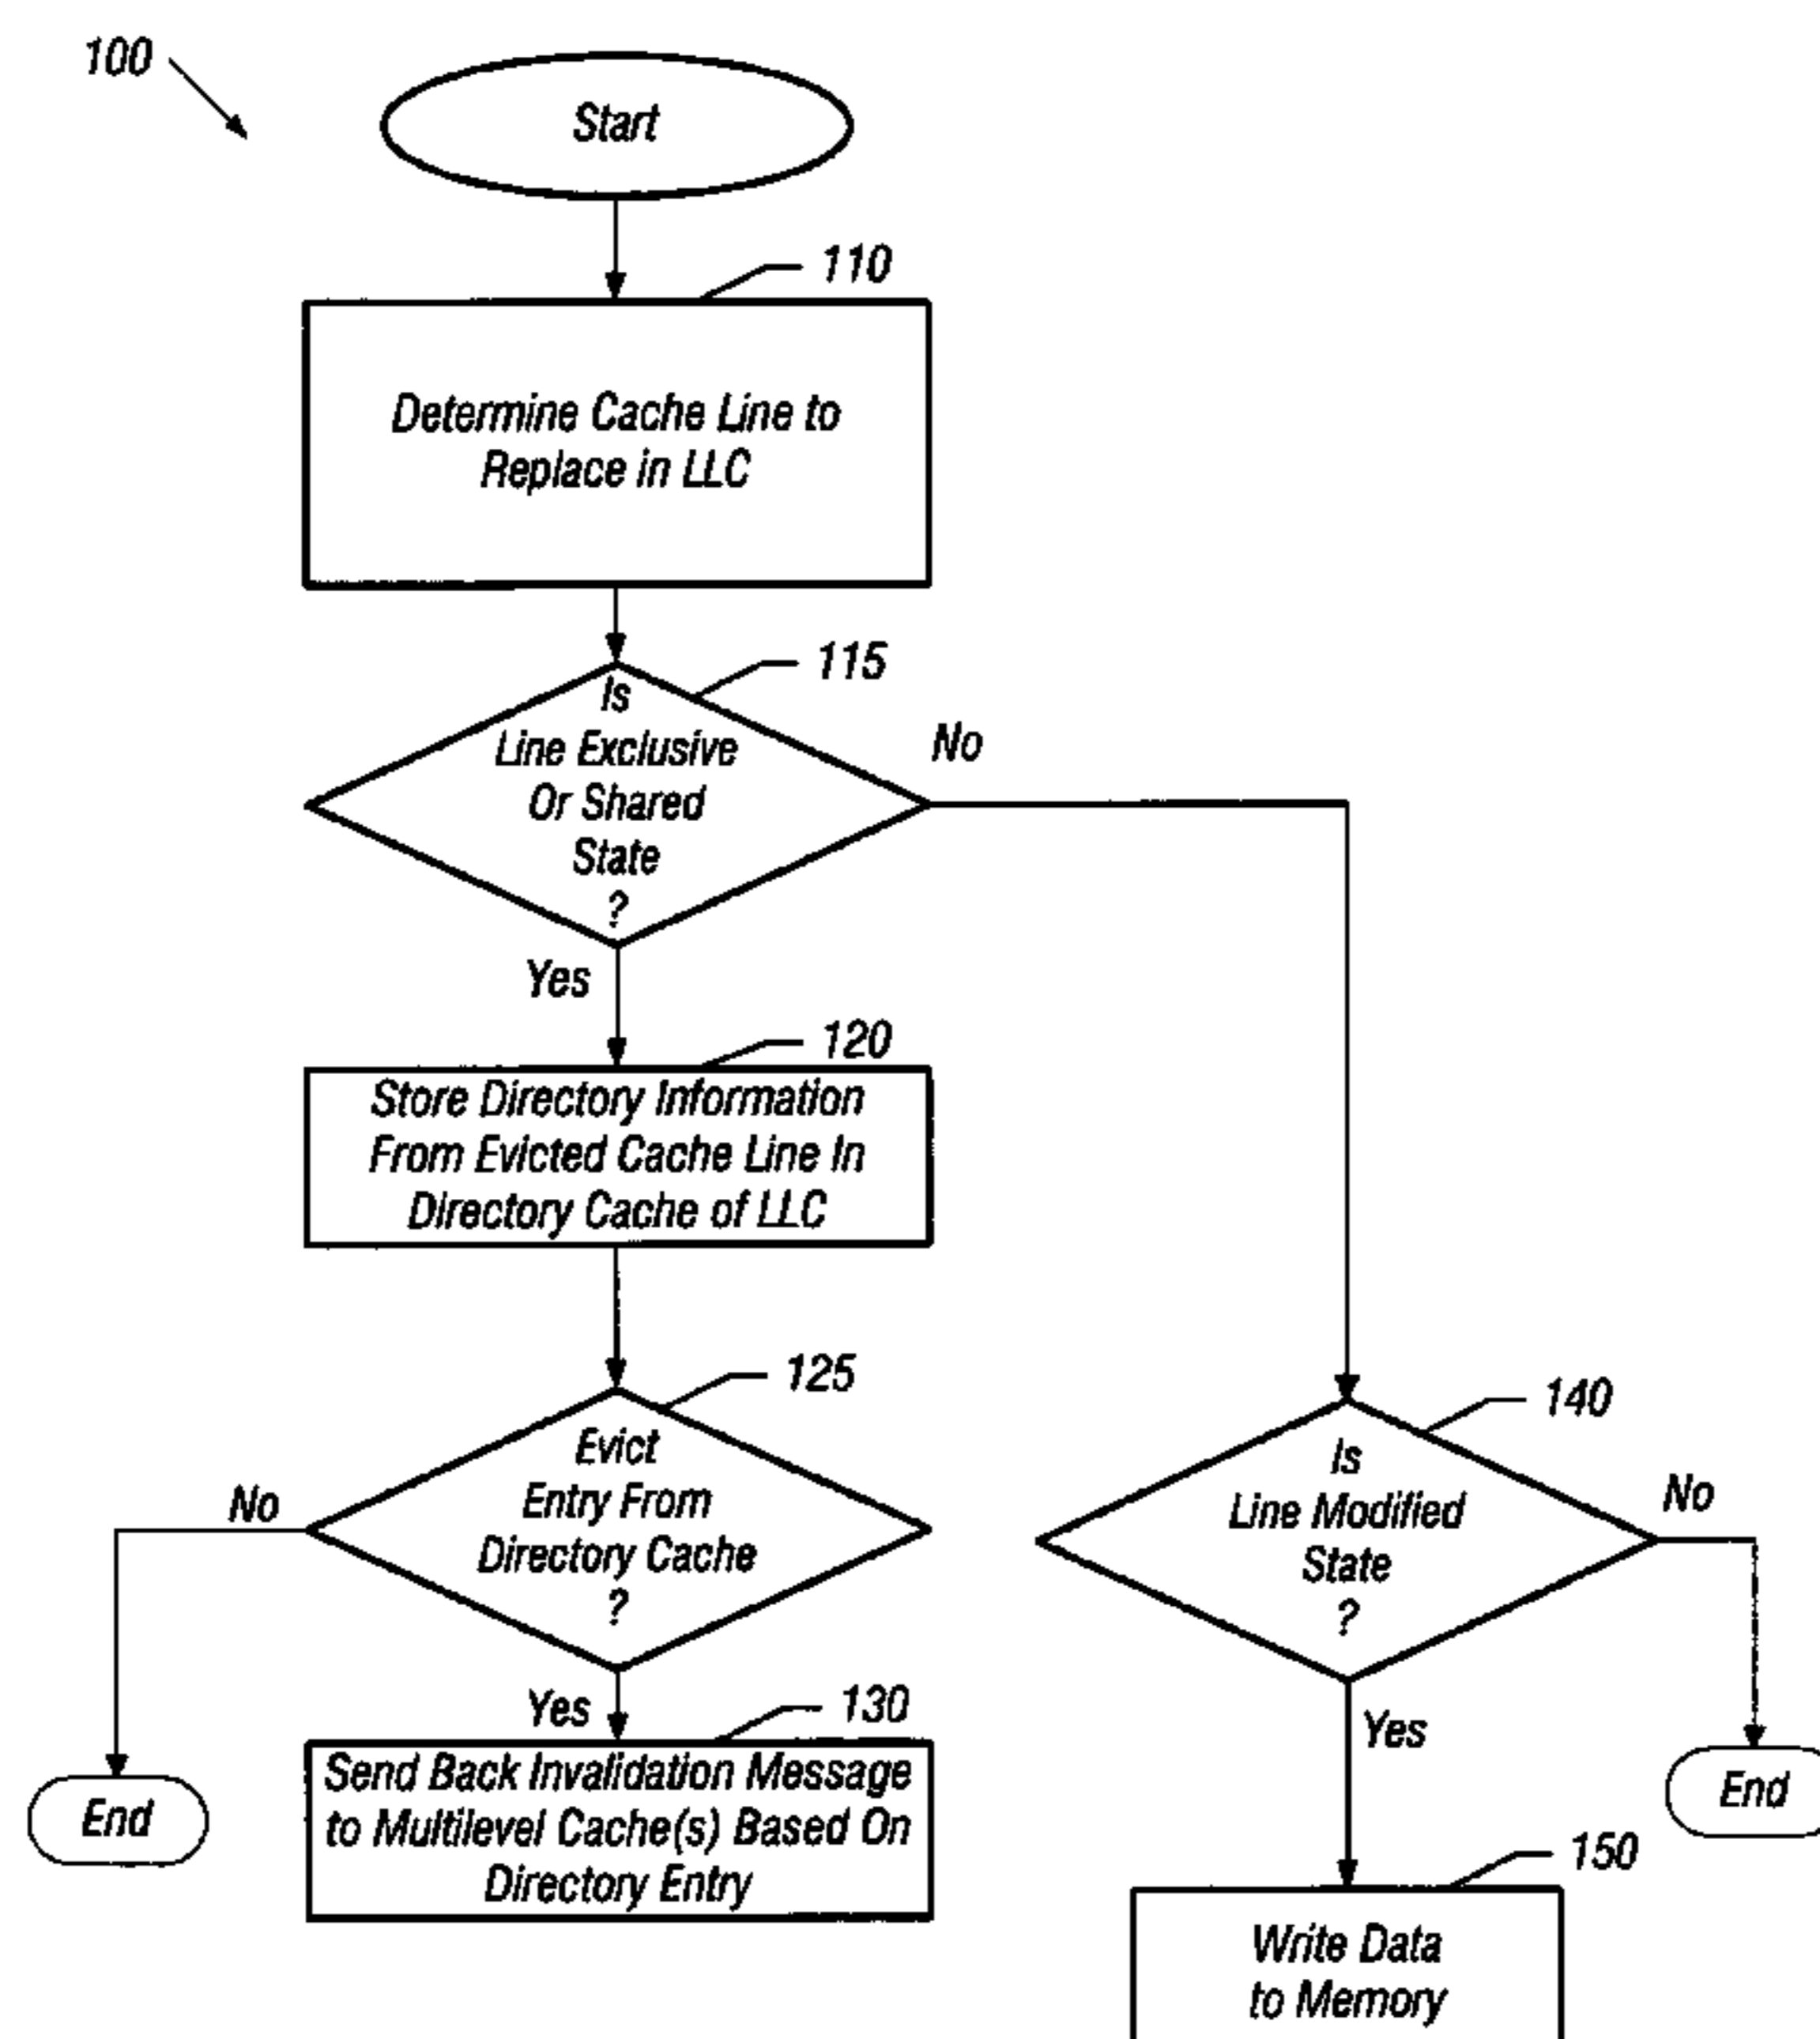 100
Start
110
Determine Cache Line to
Replace in LLC
115
Is
Line Exclusive
Or Shared
State
?
No
Yes
120
Store Directory Information
From Evicted Cache Line In
Directory Cache of LLC
125
Evict
Entry From
Directory Cache
?
No
Yes
End
130
Send Back Invalidation Message
to Multilevel Cache(s) Based On
Directory Entry
140
Is
Line Modified
State
?
No
Yes
End
150
Write Data
to Memory